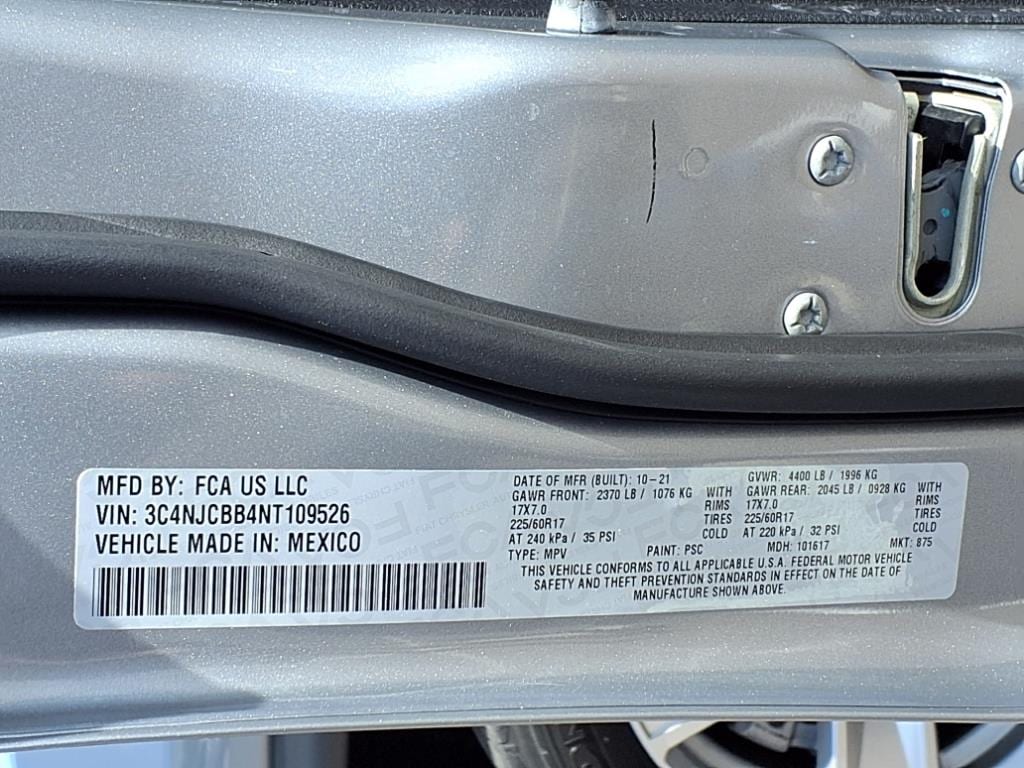 MFD BY: FCA US LLC
VIN: 3C4NJCBB4NT109526
VEHICLE MADE IN: MEXICO
DATE OF MFR (BUILT): 10-21 GVWR: 4400 LB / 1996 KG
GAWR FRONT: 2370 LB / 1076 KG WITH GAWR REAR: 2045 LB / 0928 KG WITH
17X7.0 RIMS 17X7.0 RIMS
225/60R17 TIRES 225/60R17 TIRES
AT 240 kPa / 35 PSI COLD AT 220 kPa / 32 PSI COLD
TYPE: MPV PAINT: PSC MDH: 101617 MKT: 875
THIS VEHICLE CONFORMS TO ALL APPLICABLE U.S.A. FEDERAL MOTOR VEHICLE
SAFETY AND THEFT PREVENTION STANDARDS IN EFFECT ON THE DATE OF
MANUFACTURE SHOWN ABOVE.